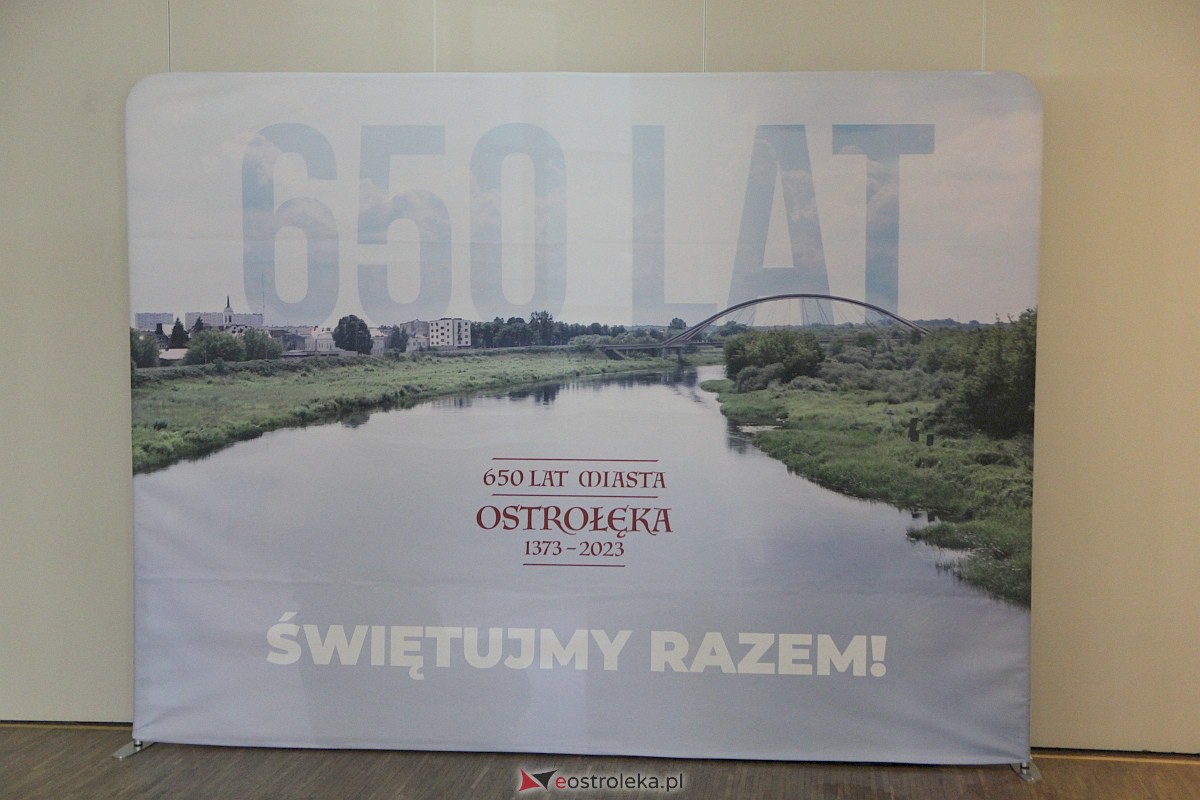 650 LAT
650 LAT MIASTA
OSTROŁĘKA
1373-2023
ŚWIĘTUJMY RAZEM!
eostroleka.pl